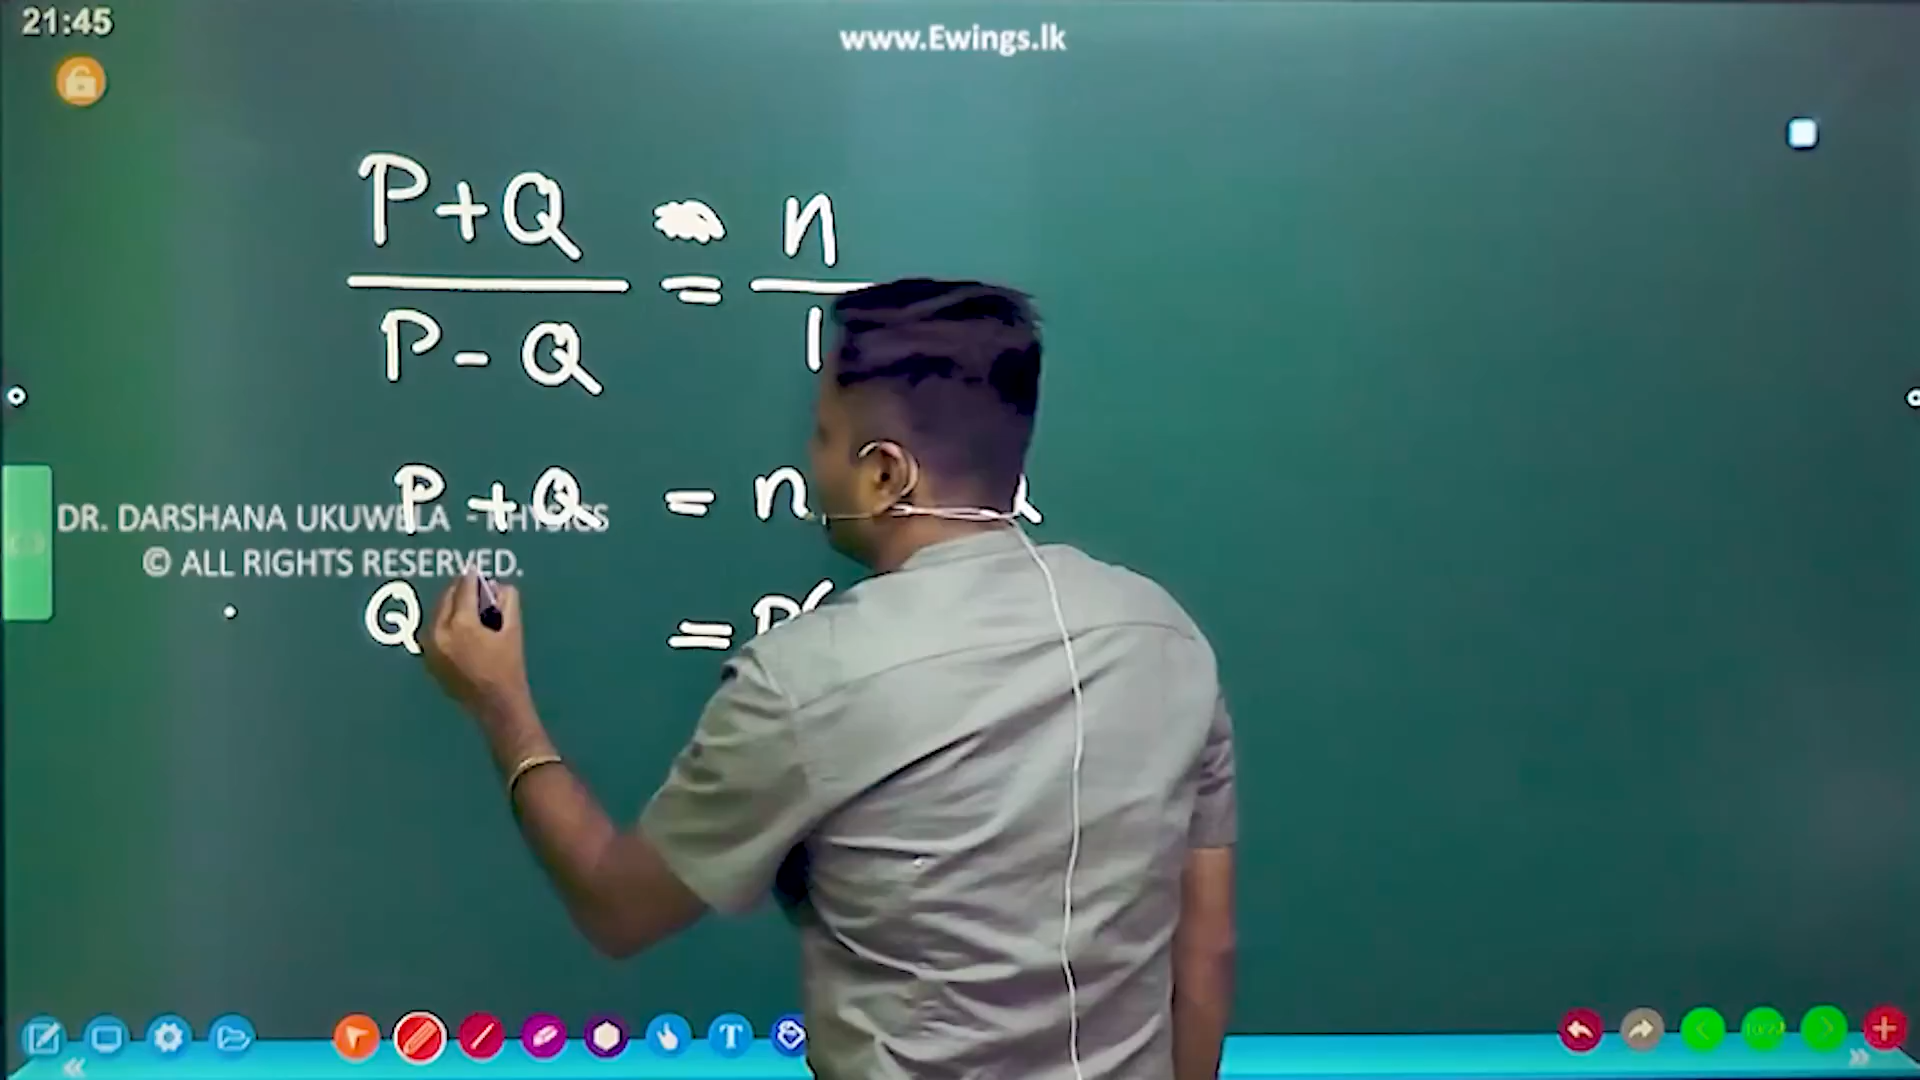 21:45
www.Ewings.lk
P+Q = n
P-Q 1
P+Q = n
DR. DARSHANA UKUWELA - PHYSICS
© ALL RIGHTS RESERVED.
Q = P(
T